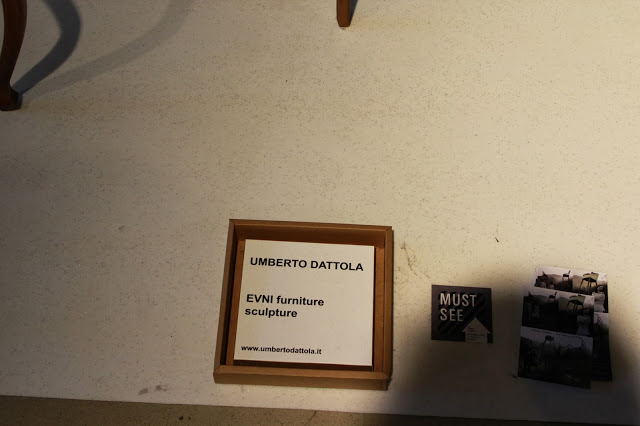 UMBERTO DATTOLA
EVNI furniture
sculpture
www.umbertodattola.it
MUST
SEE